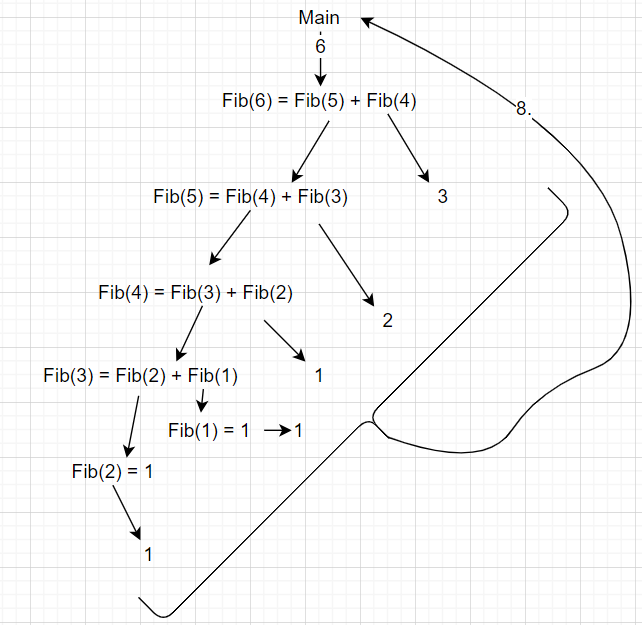 Main
6
Fib(6) = Fib(5) + Fib(4)
8.
Fib(5) = Fib(4) + Fib(3)
3
Fib(4) = Fib(3) + Fib(2)
2
Fib(3) = Fib(2) + Fib(1)
1
Fib(1) = 1
1
Fib(2) = 1
1